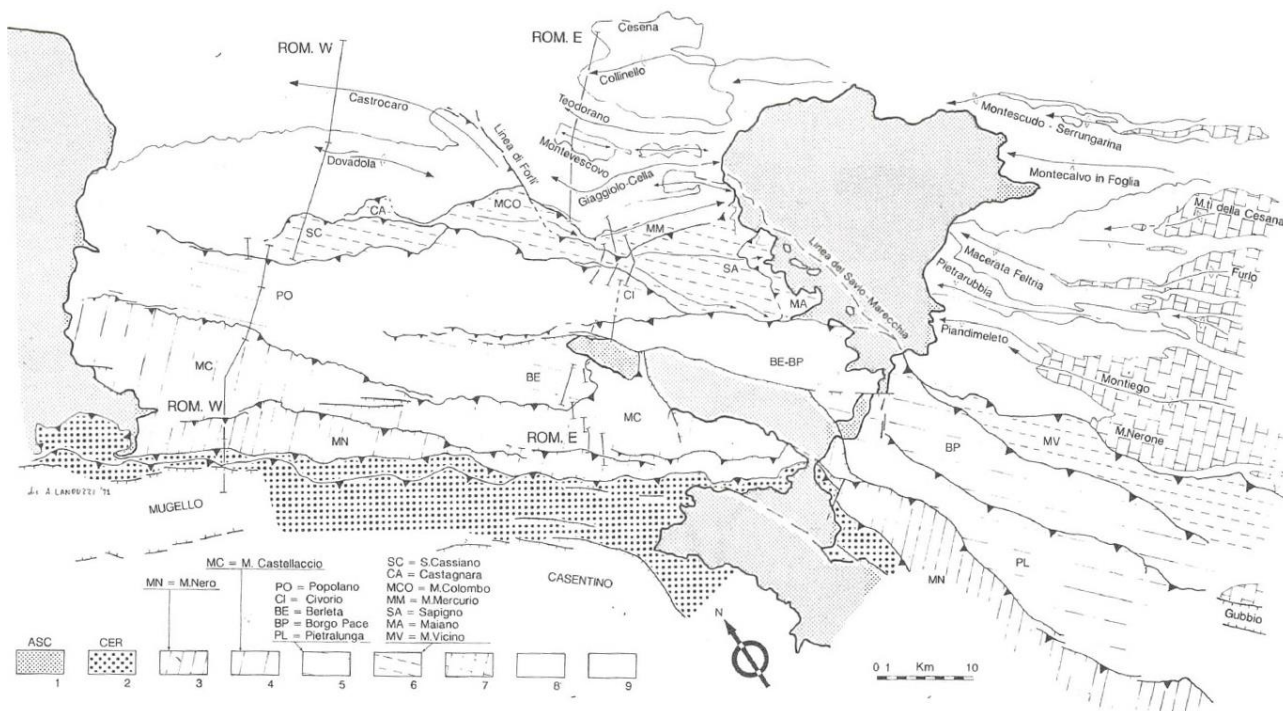 Cesena
ROM. W
ROM. E
Collinello
Castrocaro
Teodorano
Montescudo - Serrungarina
Linea di Forli'
Dovadola
Montevescovo
Montecalvo in Foglia
Giaggiolo-Cella
CA
MCO
M.ti della Cesana
SC
MM
Linea del Savio-Marecchia
Macerata Feltria
Furlo
SA
Pietrarubbia
PO
CI
MA
Piandimeleto
MC
BE
BE-BP
Montiego
ROM. W
MC
M.Nerone
MN
ROM. E
BP
MV
di A. LANDUZZI '92
MUGELLO
PL
CASENTINO
MN
Gubbio
MC = M. Castellaccio
MN = M.Nero
PO = Popolano
CI = Civorio
BE = Berleta
BP = Borgo Pace
PL = Pietralunga
SC = S.Cassiano
CA = Castagnara
MCO = M.Colombo
MM = M.Mercurio
SA = Sapigno
MA = Maiano
MV = M.Vicino
N
0 1 Km 10
ASC CER
1 2 3 4 5 6 7 8 9